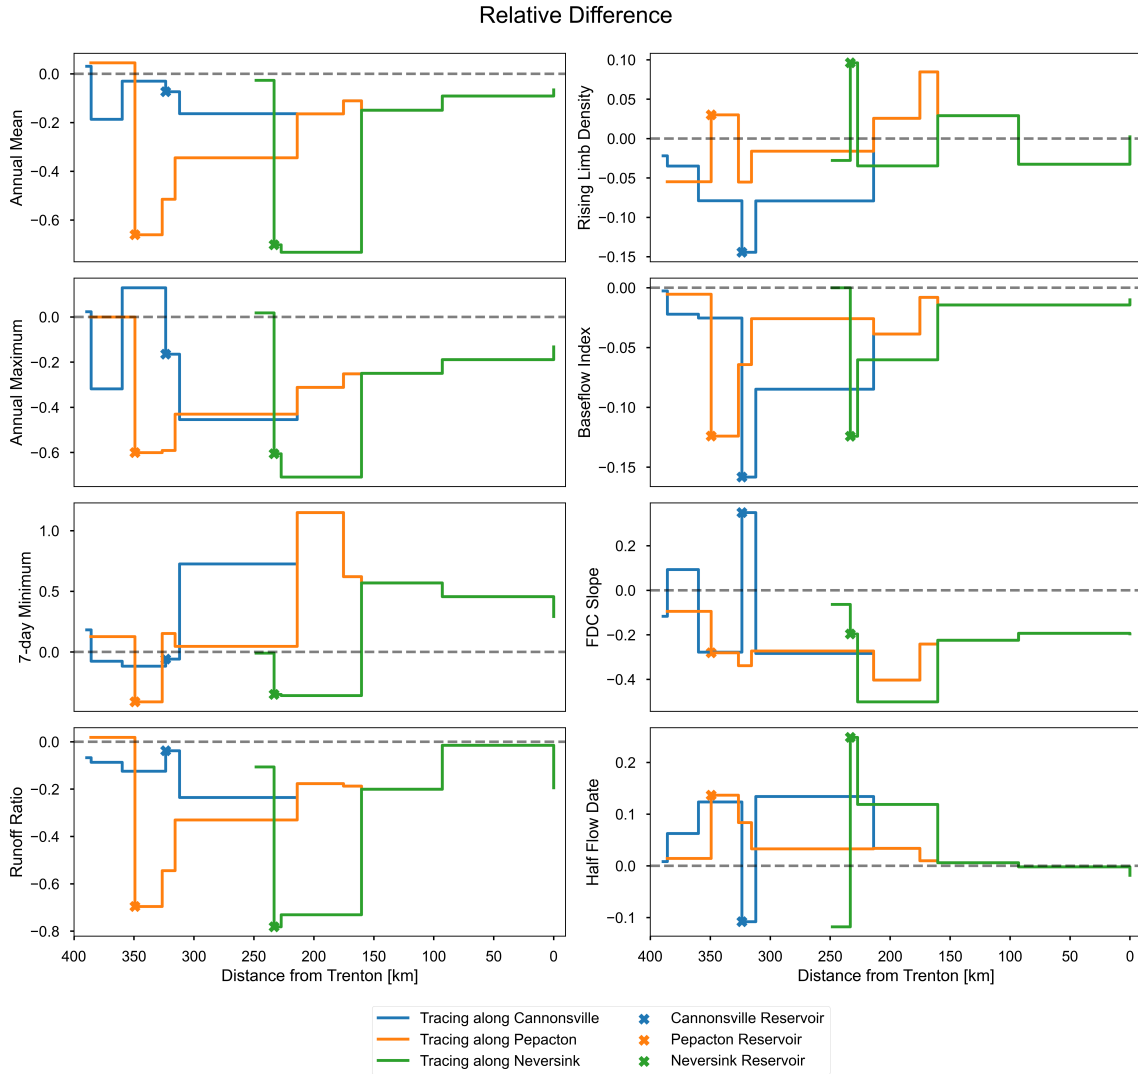 Relative Difference
0.0
−0.2
−0.4
−0.6
Annual Mean
0.10
0.05
0.00
−0.05
−0.10
−0.15
Rising Limb Density
0.0
−0.2
−0.4
−0.6
Annual Maximum
0.00
−0.05
−0.10
−0.15
Baseflow Index
1.0
0.5
0.0
7-day Minimum
0.2
0.0
−0.2
−0.4
FDC Slope
0.0
−0.2
−0.4
−0.6
−0.8
Runoff Ratio
400 350 300 250 200 150 100 50 0
Distance from Trenton [km]
0.2
0.1
0.0
−0.1
Half Flow Date
400 350 300 250 200 150 100 50 0
Distance from Trenton [km]
Tracing along Cannonsville
Tracing along Pepacton
Tracing along Neversink
Cannonsville Reservoir
Pepacton Reservoir
Neversink Reservoir